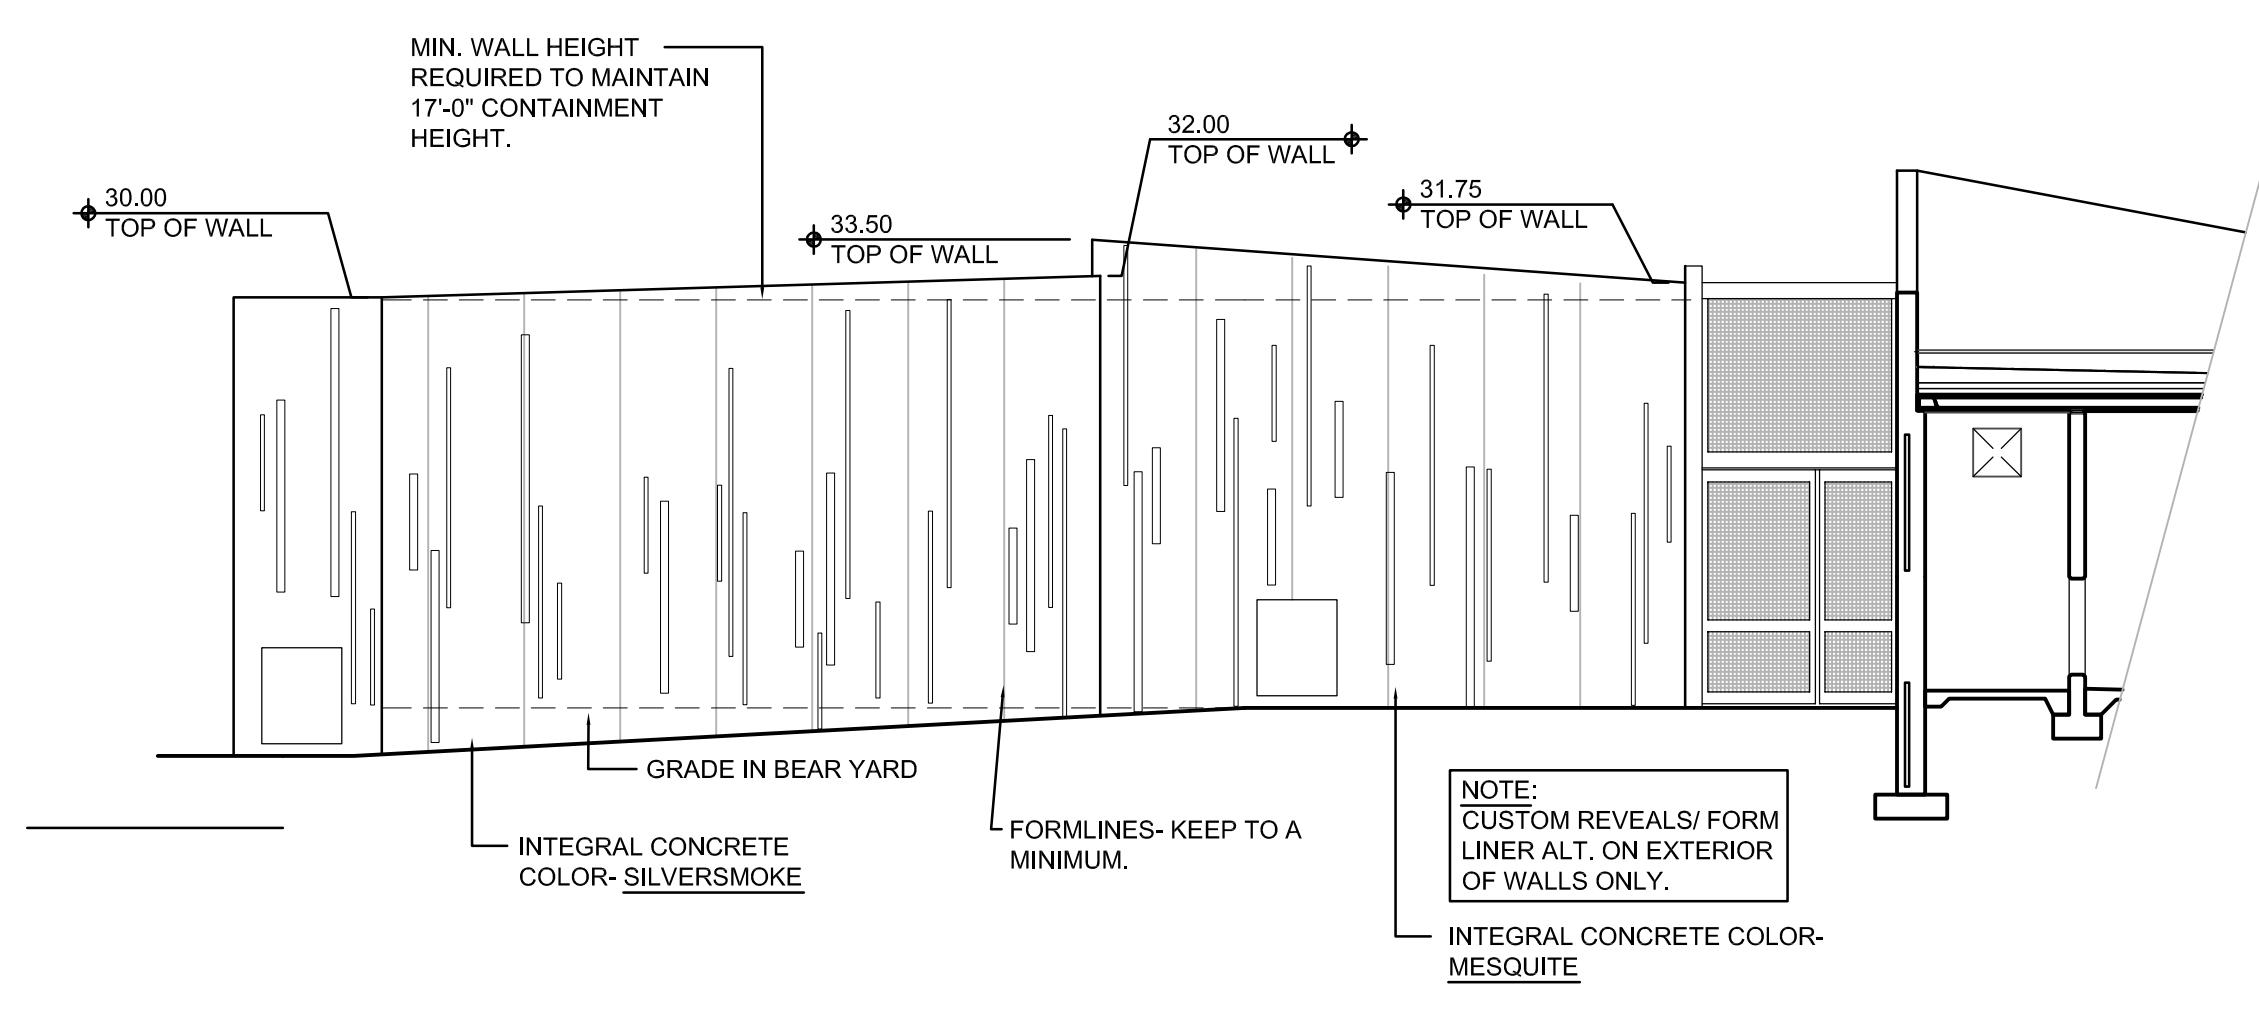 MIN. WALL HEIGHT
REQUIRED TO MAINTAIN
17'-0" CONTAINMENT
HEIGHT.
32.00
TOP OF WALL
30.00
TOP OF WALL
33.50
TOP OF WALL
31.75
TOP OF WALL
GRADE IN BEAR YARD
INTEGRAL CONCRETE
COLOR- SILVERSMOKE
FORMLINES- KEEP TO A
MINIMUM.
NOTE:
CUSTOM REVEALS/ FORM
LINER ALT. ON EXTERIOR
OF WALLS ONLY.
INTEGRAL CONCRETE COLOR-
MESQUITE